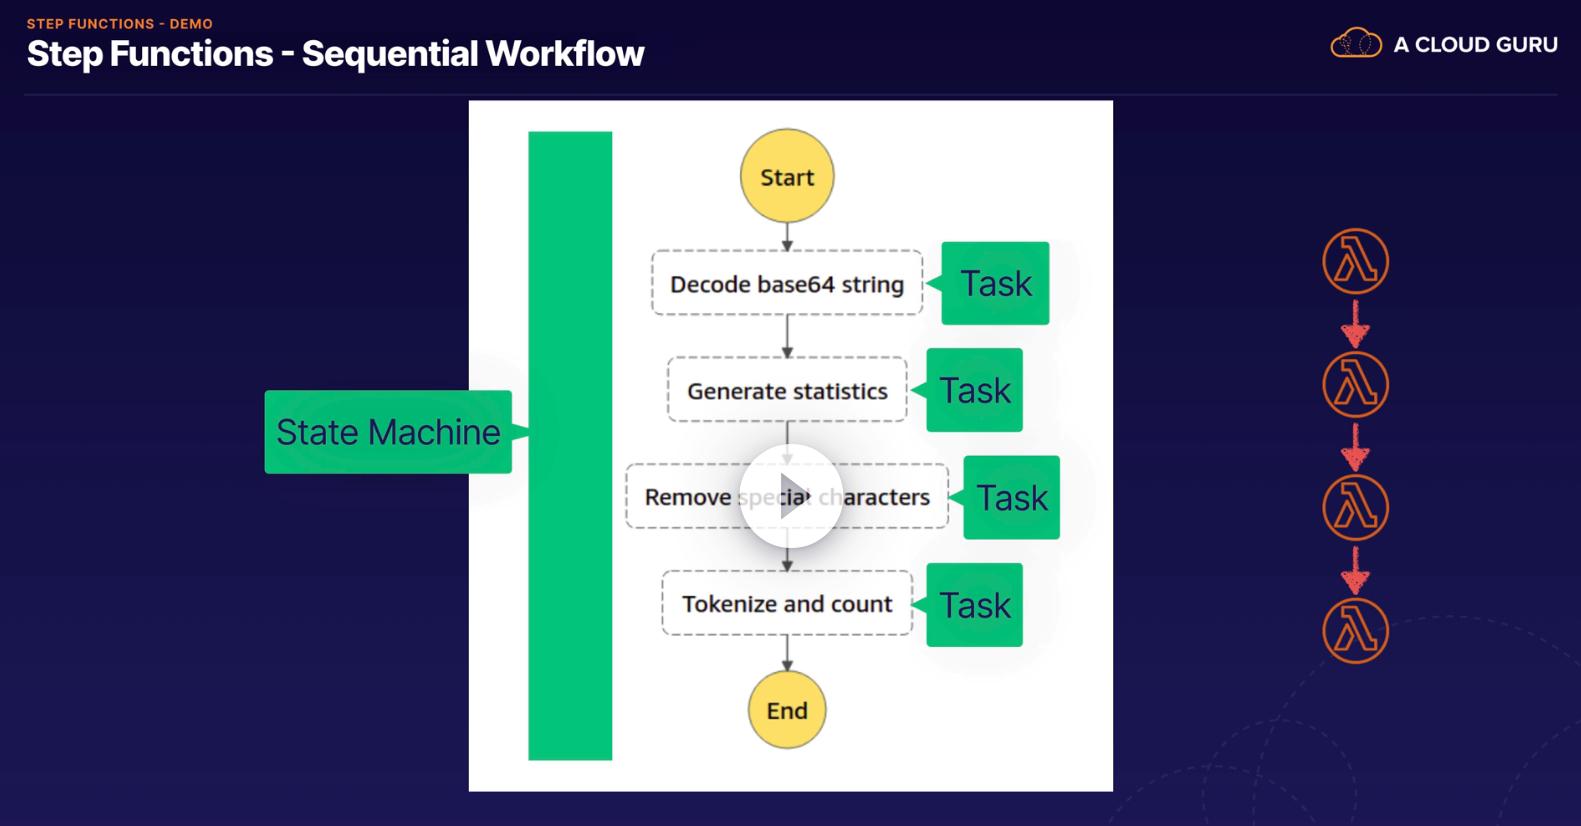 STEP FUNCTIONS - DEMO
Step Functions - Sequential Workflow
A CLOUD GURU
Start
Decode base64 string
Task
Generate statistics
Task
State Machine
Remove special characters
Task
Tokenize and count
Task
End